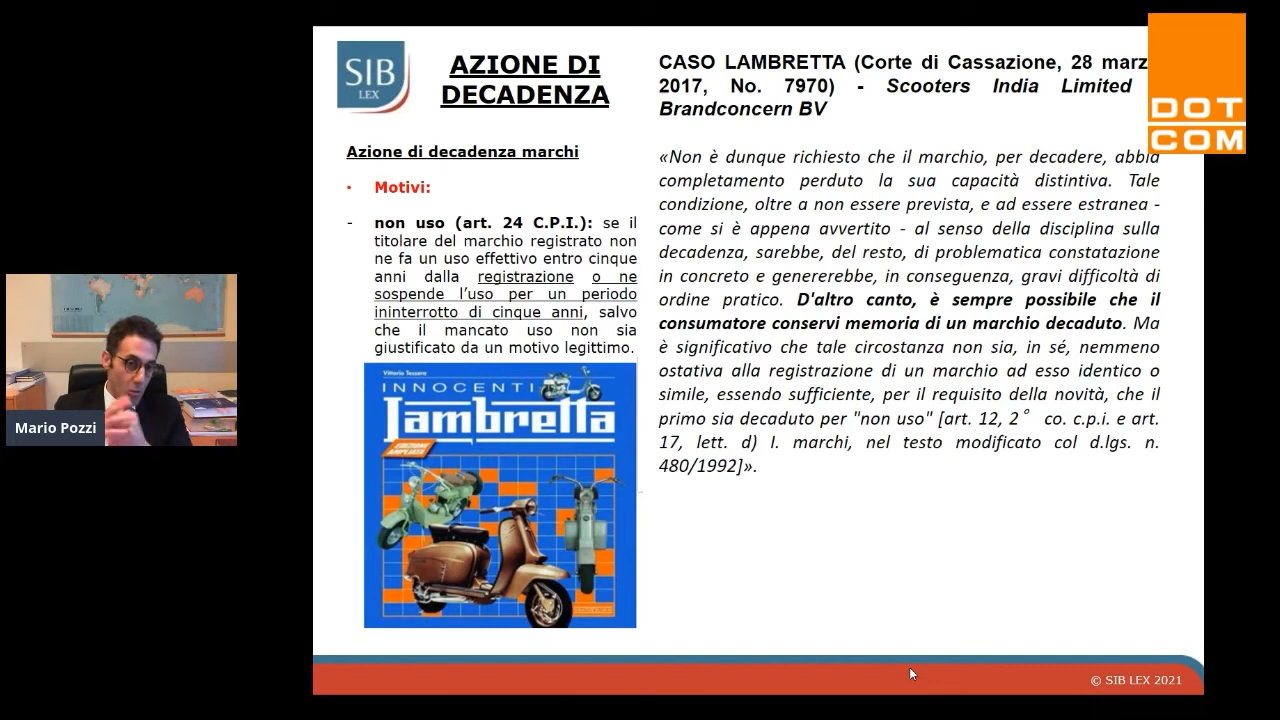 SIB
LEX
AZIONE DI
DECADENZA
Azione di decadenza marchi
• Motivi:
- non uso (art. 24 C.P.I.): se il
titolare del marchio registrato non
ne fa un uso effettivo entro cinque
anni dalla registrazione o ne
sospende l’uso per un periodo
ininterrotto di cinque anni, salvo
che il mancato uso non sia
giustificato da un motivo legittimo.
Vittorio Tessera
INNOCENTI
Lambretta
EDIZIONE
AMPLIATA
CASO LAMBRETTA (Corte di Cassazione, 28 marz
2017, No. 7970) - Scooters India Limited
Brandconcern BV
«Non è dunque richiesto che il marchio, per decadere, abbia
completamento perduto la sua capacità distintiva. Tale
condizione, oltre a non essere prevista, e ad essere estranea -
come si è appena avvertito - al senso della disciplina sulla
decadenza, sarebbe, del resto, di problematica constatazione
in concreto e genererebbe, in conseguenza, gravi difficoltà di
ordine pratico. D'altro canto, è sempre possibile che il
consumatore conservi memoria di un marchio decaduto. Ma
è significativo che tale circostanza non sia, in sé, nemmeno
ostativa alla registrazione di un marchio ad esso identico o
simile, essendo sufficiente, per il requisito della novità, che il
primo sia decaduto per "non uso" [art. 12, 2° co. c.p.i. e art.
17, lett. d) I. marchi, nel testo modificato col d.lgs. n.
480/1992]».
DOT
COM
Mario Pozzi
© SIB LEX 2021